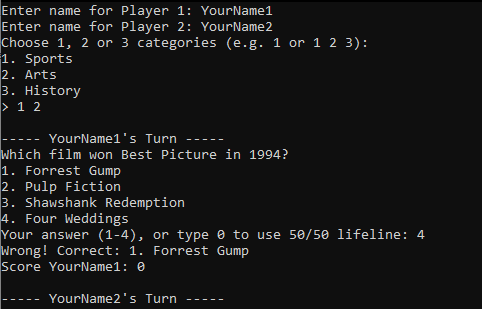 Enter name for Player 1: YourName1
Enter name for Player 2: YourName2
Choose 1, 2 or 3 categories (e.g. 1 or 1 2 3):
1. Sports
2. Arts
3. History
> 1 2
----- YourName1's Turn -----
Which film won Best Picture in 1994?
1. Forrest Gump
2. Pulp Fiction
3. Shawshank Redemption
4. Four Weddings
Your answer (1-4), or type 0 to use 50/50 lifeline: 4
Wrong! Correct: 1. Forrest Gump
Score YourName1: 0
----- YourName2's Turn -----